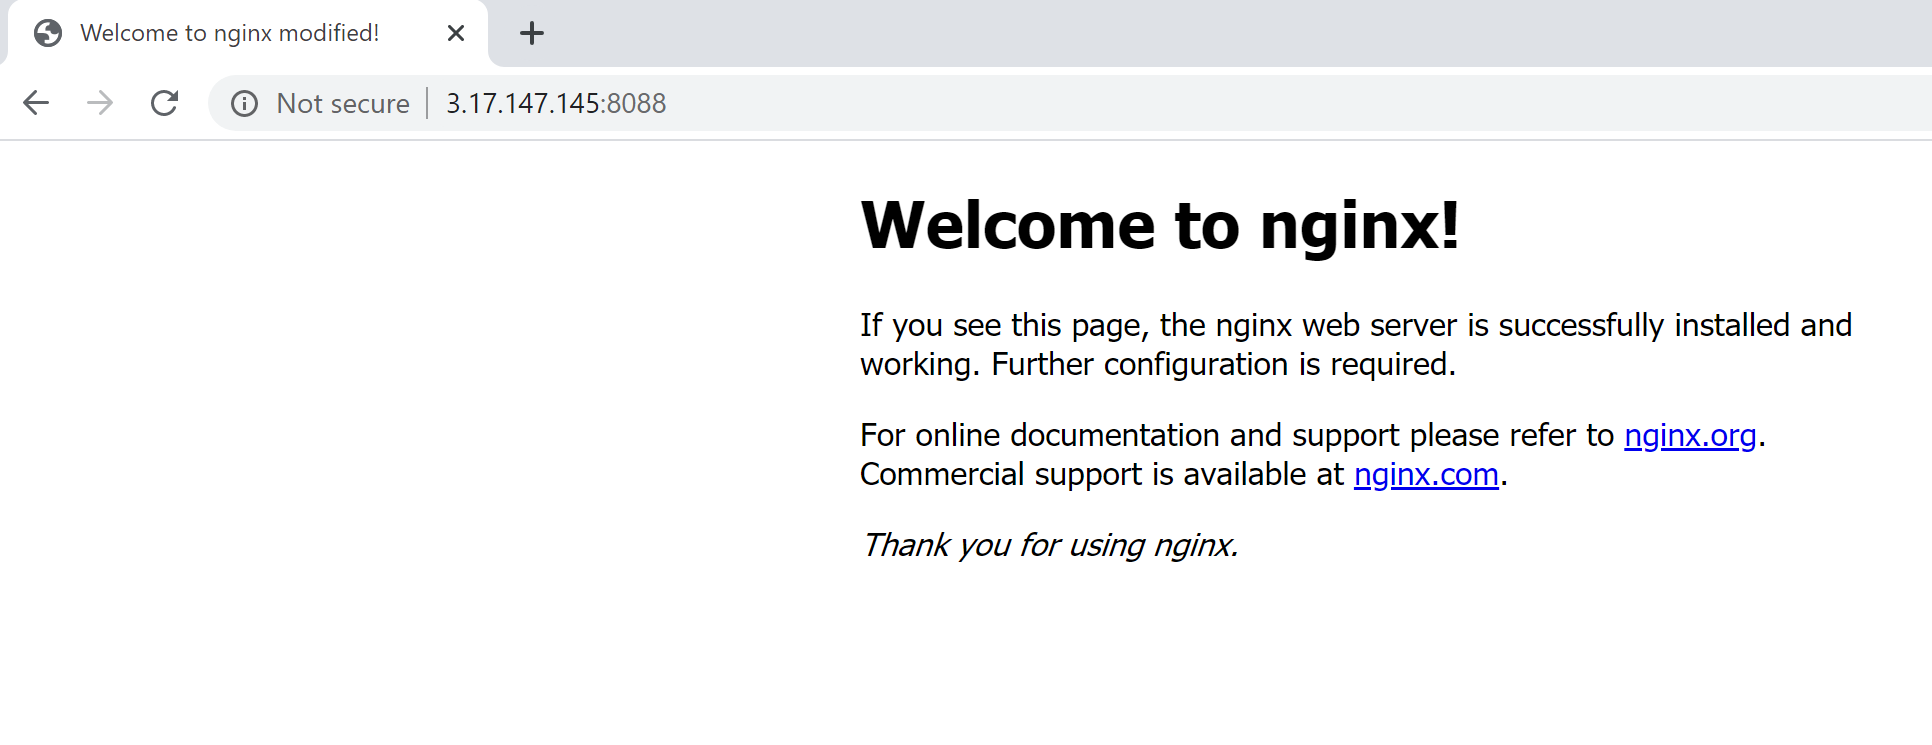 Welcome to nginx modified!
Not secure
3.17.147.145:8088
Welcome to nginx!
If you see this page, the nginx web server is successfully installed and
working. Further configuration is required.
For online documentation and support please refer to nginx.org.
Commercial support is available at nginx.com.
Thank you for using nginx.